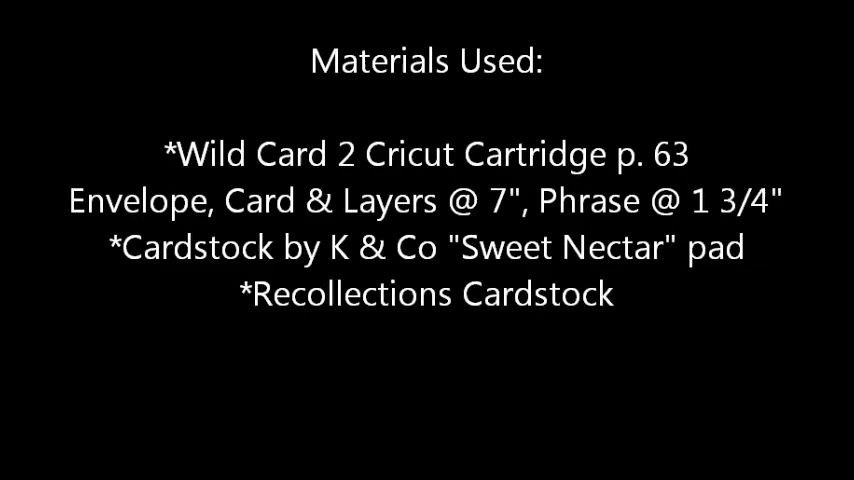 Materials Used:
*Wild Card 2 Cricut Cartridge p. 63
Envelope, Card & Layers @ 7", Phrase @ 1 3/4"
*Cardstock by K & Co "Sweet Nectar" pad
*Recollections Cardstock